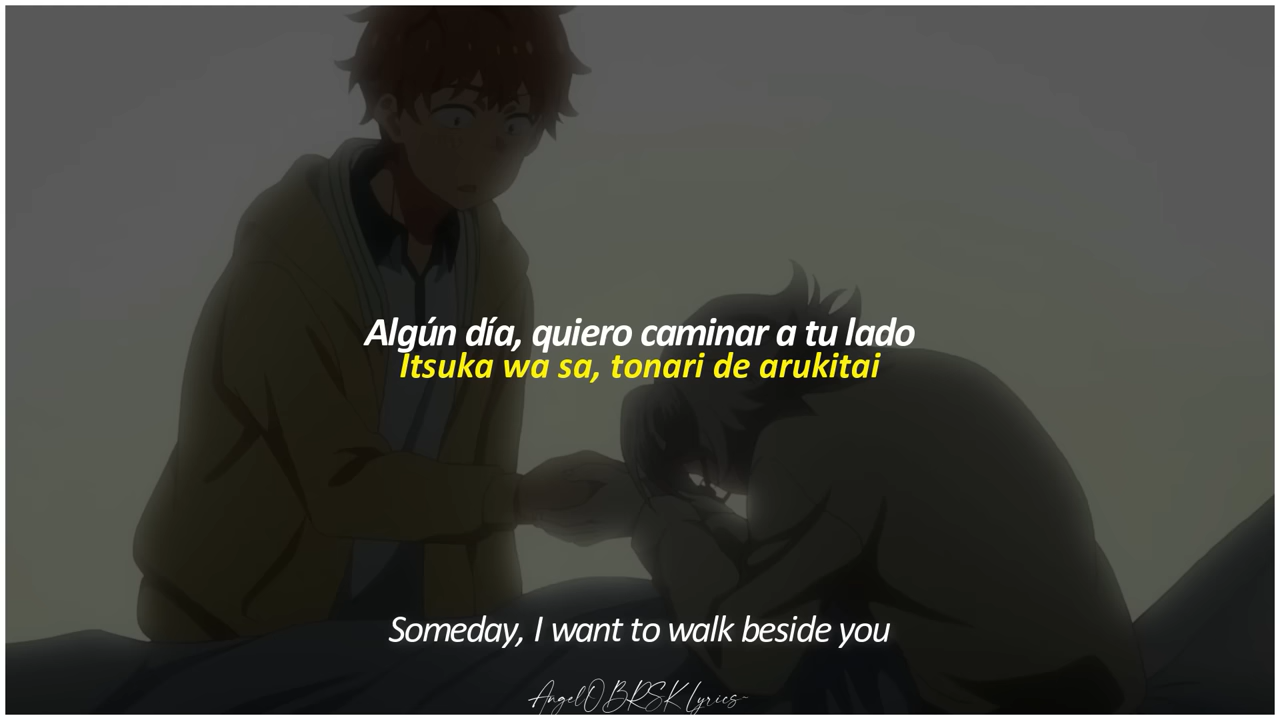 Algún día, quiero caminar a tu lado
Itsuka wa sa, tonari de arukitai
Someday, I want to walk beside you
AngelOBRSK Lyrics~